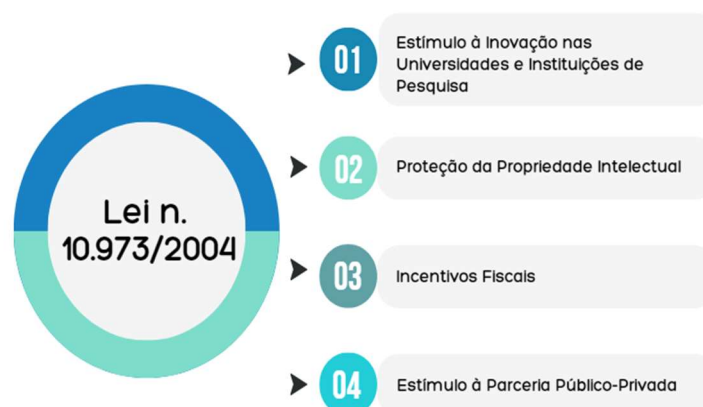 Lei n.
10.973/2004
01
Estímulo à Inovação nas
Universidades e Instituições de
Pesquisa
02
Proteção da Propriedade Intelectual
03
Incentivos Fiscais
04
Estímulo à Parceria Público-Privada